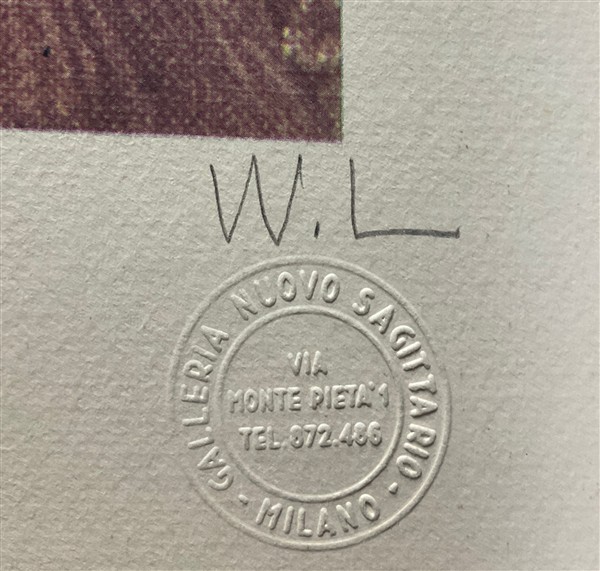 W.L
GALLERIA NUOVO SAGITTARIO
VIA
MONTE PIETA' 1
TEL. 872.486
- MILANO -